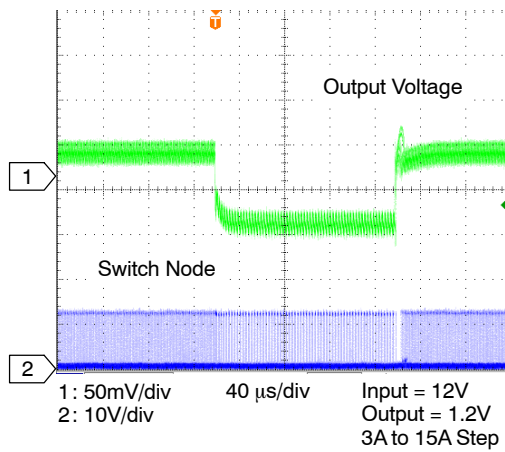 T
Output Voltage
1
Switch Node
2
1: 50mV/div 40 μs/div Input = 12V
2: 10V/div Output = 1.2V
3A to 15A Step